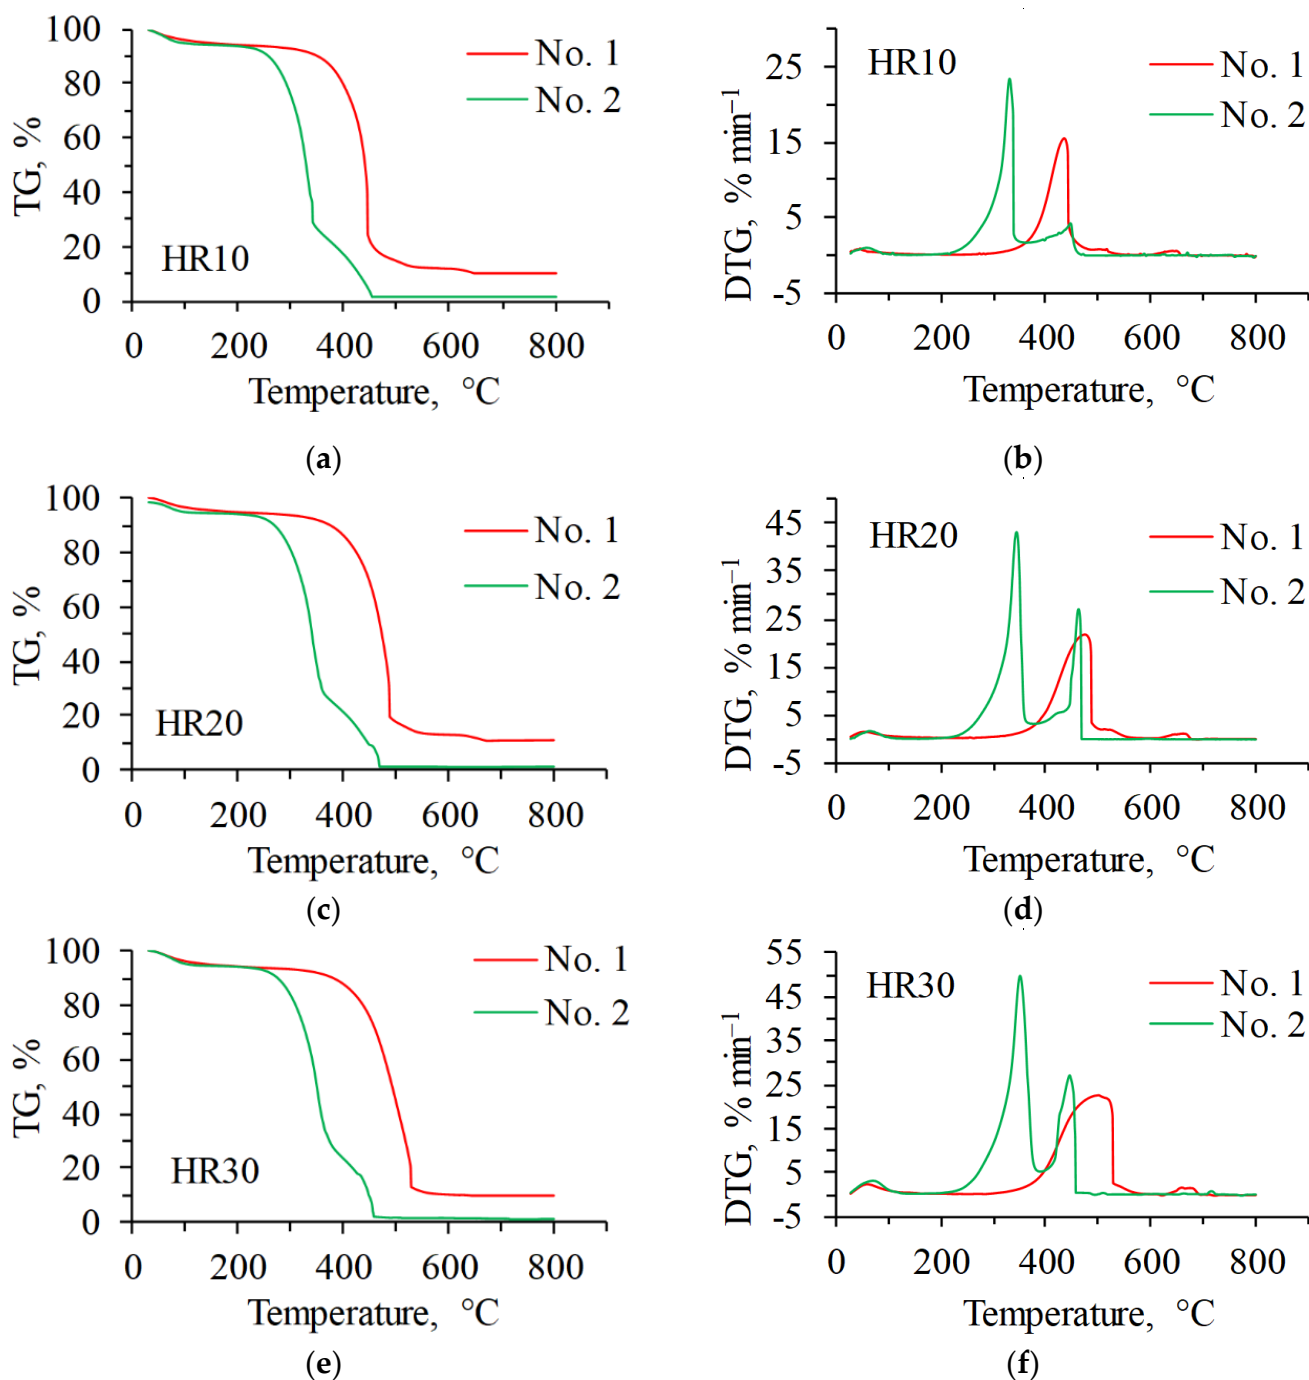 TG, %
100
80
60
40
20
0
No. 1
No. 2
HR10
0 200 400 600 800
Temperature, °C
(a)
DTG, % min⁻¹
25
15
5
-5
HR10
No. 1
No. 2
0 200 400 600 800
Temperature, °C
(b)
TG, %
100
80
60
40
20
0
No. 1
No. 2
HR20
0 200 400 600 800
Temperature, °C
(c)
DTG, % min⁻¹
45
35
25
15
5
-5
HR20
No. 1
No. 2
0 200 400 600 800
Temperature, °C
(d)
TG, %
100
80
60
40
20
0
No. 1
No. 2
HR30
0 200 400 600 800
Temperature, °C
(e)
DTG, % min⁻¹
55
45
35
25
15
5
-5
HR30
No. 1
No. 2
0 200 400 600 800
Temperature, °C
(f)